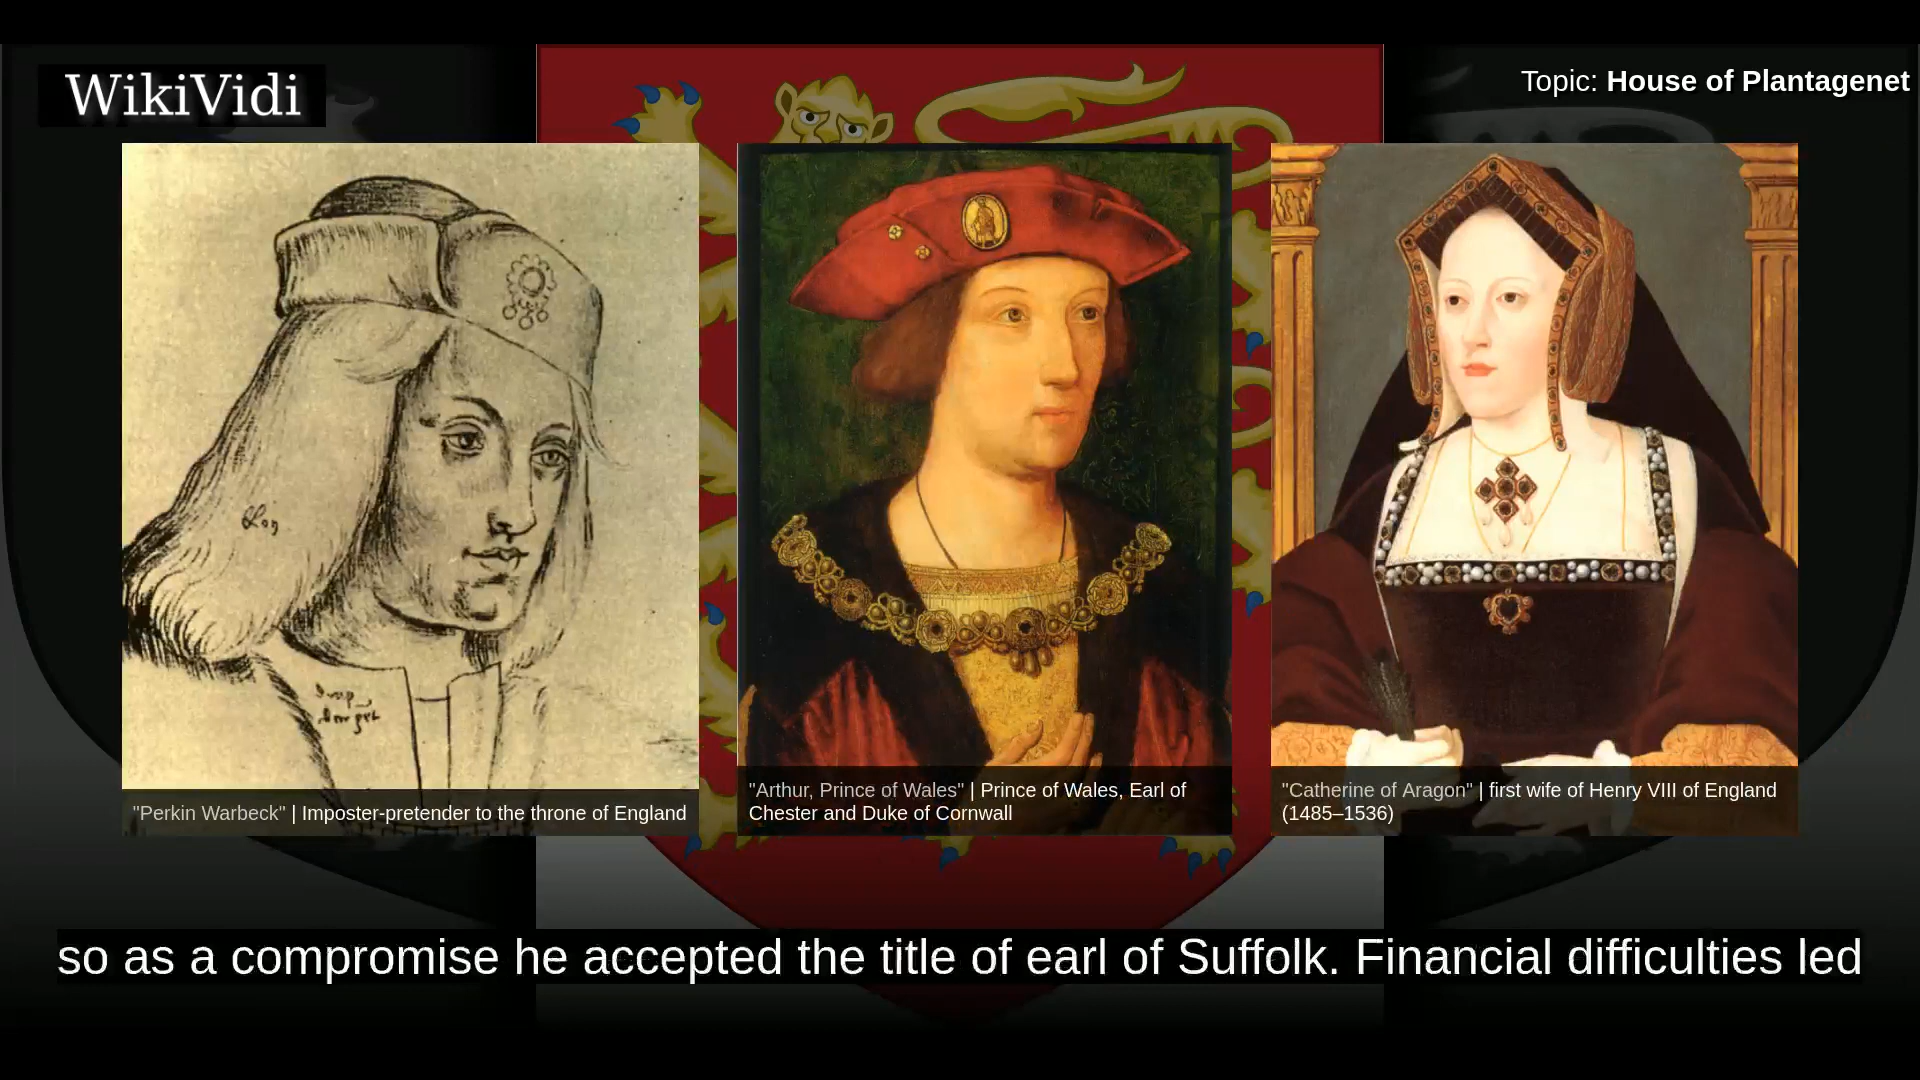 WikiVidi
Topic: House of Plantagenet
"Perkin Warbeck" | Imposter-pretender to the throne of England
"Arthur, Prince of Wales" | Prince of Wales, Earl of
Chester and Duke of Cornwall
"Catherine of Aragon" | first wife of Henry VIII of England
(1485–1536)
so as a compromise he accepted the title of earl of Suffolk. Financial difficulties led